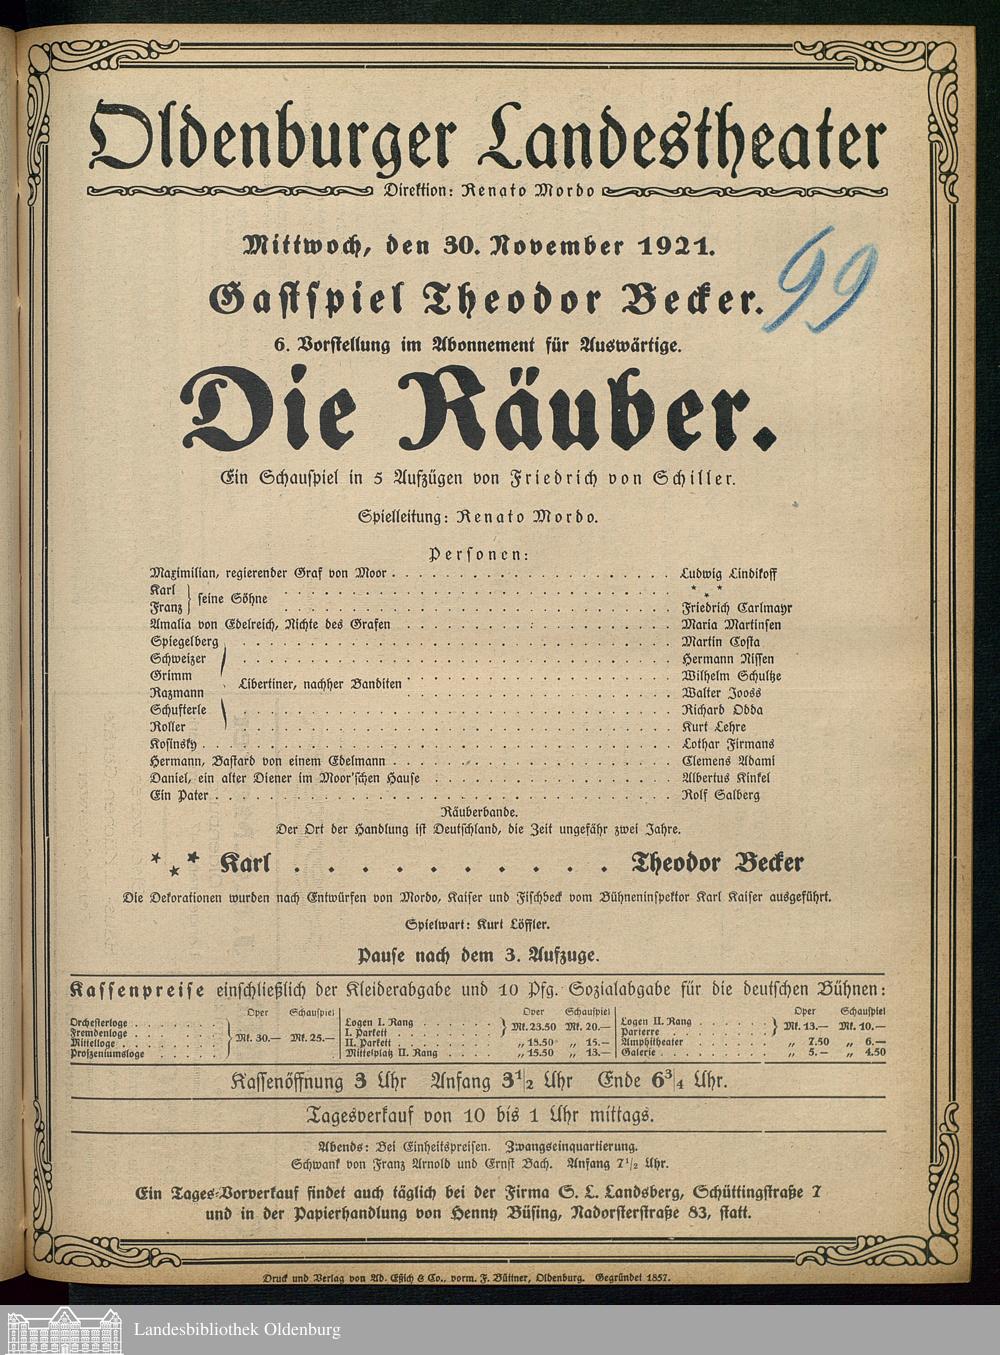 Oldenburger Landestheater
Direktion: Renato Mordo
Mittwoch, den 30. November 1921.
99
Gastspiel Theodor Becker.
6. Vorstellung im Abonnement für Auswärtige.
Die Räuber.
Ein Schauspiel in 5 Aufzügen von Friedrich von Schiller.
Spielleitung: Renato Mordo.
Personen:
Maximilian, regierender Graf von Moor . . . . Ludwig Lindikoff
Karl } seine Söhne . . . . * * *
Franz } . . . . Friedrich Carlmayr
Amalia von Edelreich, Nichte des Grafen . . . . Maria Martinsen
Spiegelberg . . . . Martin Costa
Schweizer . . . . Hermann Nissen
Grimm . . . . Wilhelm Schultze
Libertiner, nachher Banditen
Razmann . . . . Walter Jooss
Schufterle . . . . Richard Odda
Roller . . . . Kurt Lehre
Kosinsky . . . . Lothar Firmans
Hermann, Bastard von einem Edelmann . . . . Clemens Adami
Daniel, ein alter Diener im Moor'schen Hause . . . . Albertus Kinkel
Ein Pater . . . . Rolf Salberg
Räuberbande.
Der Ort der Handlung ist Deutschland, die Zeit ungefähr zwei Jahre.
* * * Karl . . . . . . . . . . Theodor Becker
Die Dekorationen wurden nach Entwürfen von Mordo, Kaiser und Fischbeck vom Bühneninspektor Karl Kaiser ausgeführt.
Spielwart: Kurt Löffler.
Pause nach dem 3. Aufzuge.
Kassenpreise einschließlich der Kleiderabgabe und 10 Pfg. Sozialabgabe für die deutschen Bühnen:
Oper Schauspiel
Orchesterloge . . . .
Fremdenloge . . . .
Mittelloge . . . .
Proszeniumsloge . . . .
Mk. 30.— Mk. 25.—
Oper Schauspiel
Logen I. Rang . . . .
I. Parkett . . . .
Mk. 23.50 Mk. 20.—
II. Parkett . . . . „ 18.50 „ 15.—
Mittelplatz II. Rang . . . . „ 15.50 „ 13.—
Oper Schauspiel
Logen II. Rang . . . .
Parterre . . . .
Mk. 13.— Mk. 10.—
Amphitheater . . . . „ 7.50 „ 6.—
Galerie . . . . „ 5.— „ 4.50
Kassenöffnung 3 Uhr Anfang 3 1/2 Uhr Ende 6 3/4 Uhr.
Tagesverkauf von 10 bis 1 Uhr mittags.
Abends: Bei Einheitspreisen. Zwangseinquartierung.
Schwank von Franz Arnold und Ernst Bach. Anfang 7 1/2 Uhr.
Ein Tages-Vorverkauf findet auch täglich bei der Firma S. L. Landsberg, Schüttingstraße 7
und in der Papierhandlung von Henny Büsing, Nadorsterstraße 83, statt.
Druck und Verlag von Ad. Eßich & Co., vorm. F. Büttner, Oldenburg. Gegründet 1857.
Landesbibliothek Oldenburg